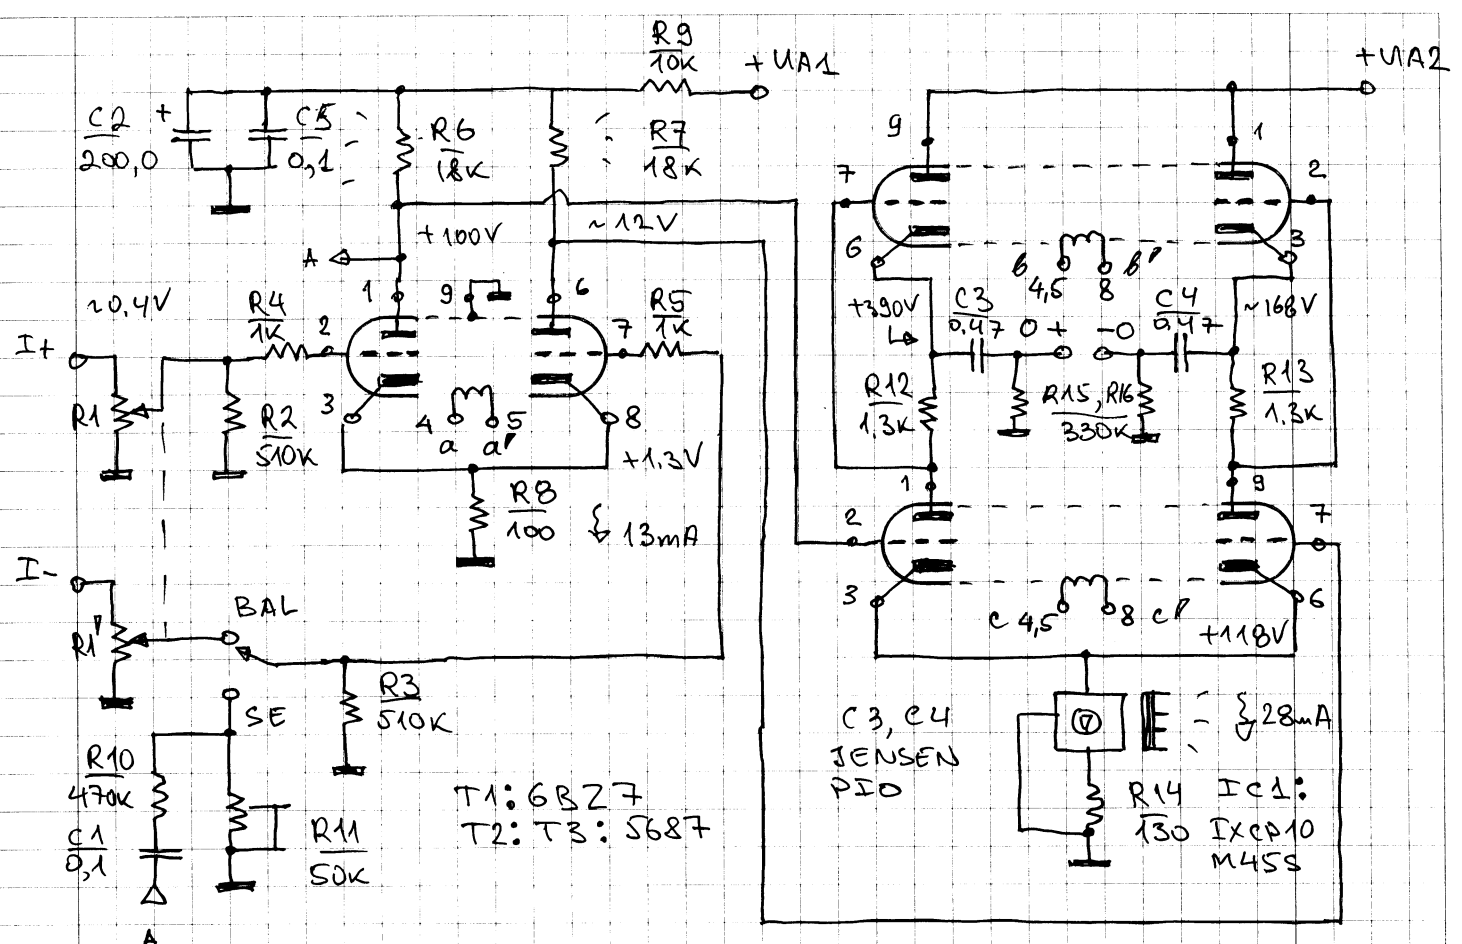 R9
10K
+UA1
+UA2
C2
+
200,0
C5
0,1
R6
18K
R7
18K
9
1
7
2
+100V
~12V
A
6
3
b
4,5
8
b'
~0,4V
R4
1K
2
1
9
6
R5
1K
7
I+
+390V
C3
0,47
O+
-O
C4
0,47
~168V
R1
R2
510K
3
4
5
8
a
a'
+1.3V
R12
1.3K
R15, R16
330K
R13
1.3K
R8
100
13mA
1
9
2
7
3
6
c 4,5
8 c'
+118V
I-
R1'
BAL
SE
R3
510K
R10
470K
C1
0,1
A
R11
50K
T1: 6BZ7
T2: T3: 5687
C3, C4
JENSEN
PIO
28mA
R14
130
IC1:
IXCP10
M45S